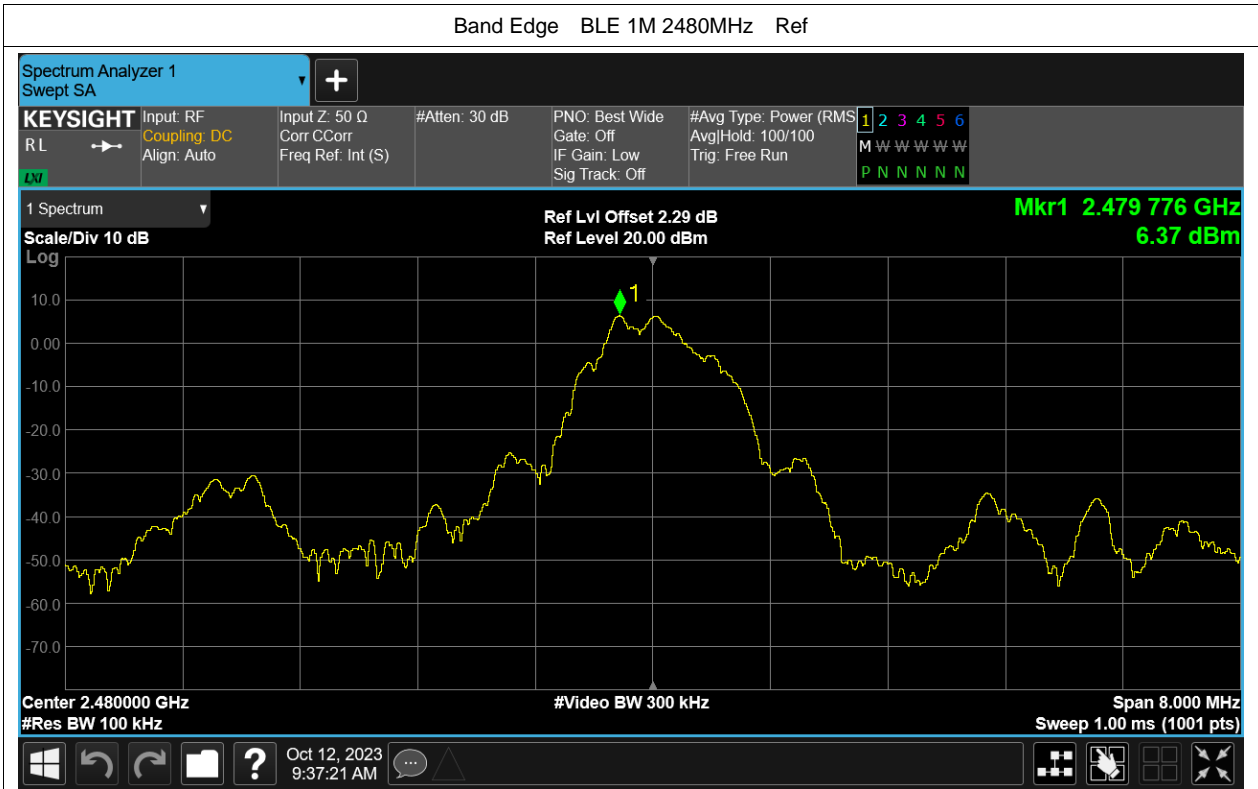 Band Edge BLE 1M 2480MHz Ref
Spectrum Analyzer 1
Swept SA
KEYSIGHT
RL
LXI
Input: RF
Coupling: DC
Align: Auto
Input Z: 50 Ω
Corr CCorr
Freq Ref: Int (S)
#Atten: 30 dB
PNO: Best Wide
Gate: Off
IF Gain: Low
Sig Track: Off
#Avg Type: Power (RMS
Avg|Hold: 100/100
Trig: Free Run
1 2 3 4 5 6
M W W W W W
P N N N N N
1 Spectrum
Scale/Div 10 dB
Ref Lvl Offset 2.29 dB
Ref Level 20.00 dBm
Mkr1 2.479 776 GHz
6.37 dBm
Log
1
10.0
0.00
-10.0
-20.0
-30.0
-40.0
-50.0
-60.0
-70.0
Center 2.480000 GHz
#Res BW 100 kHz
#Video BW 300 kHz
Span 8.000 MHz
Sweep 1.00 ms (1001 pts)
?
Oct 12, 2023
9:37:21 AM